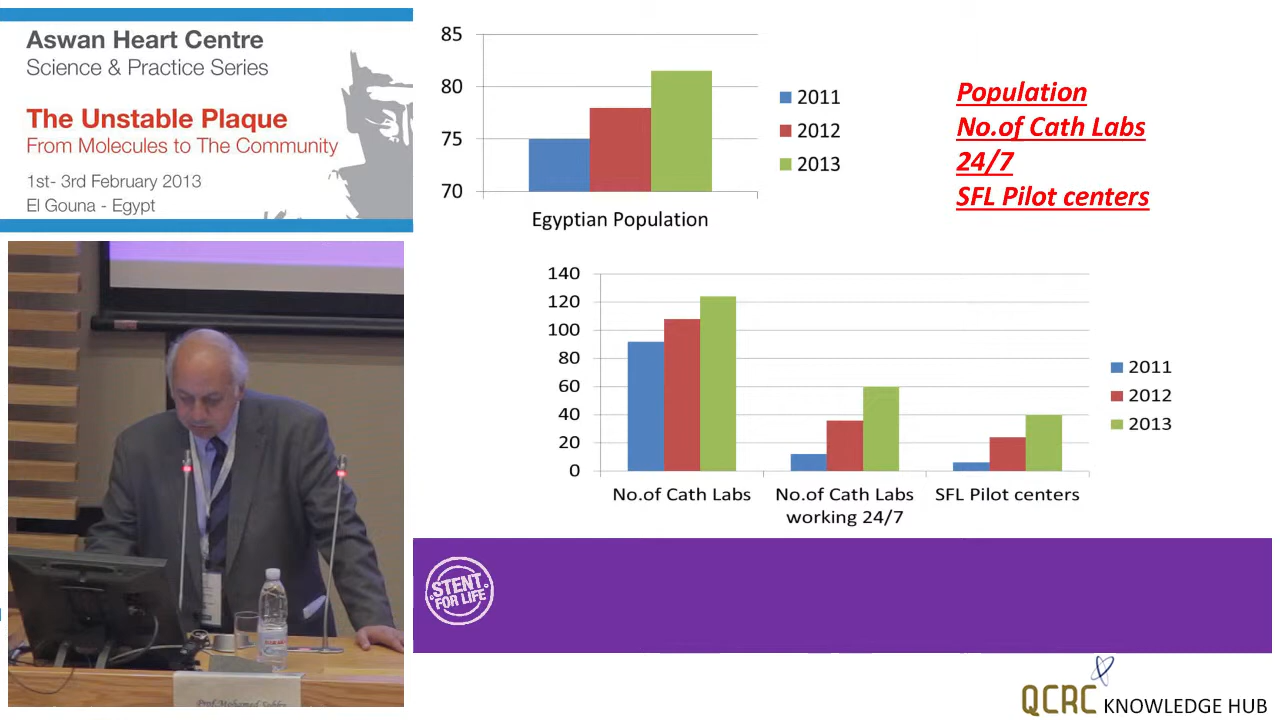 Aswan Heart Centre
Science & Practice Series
The Unstable Plaque
From Molecules to The Community
1st- 3rd February 2013
El Gouna - Egypt
85
80
75
70
Egyptian Population
2011
2012
2013
Population
No.of Cath Labs
24/7
SFL Pilot centers
140
120
100
80
60
40
20
0
No.of Cath Labs
No.of Cath Labs
working 24/7
SFL Pilot centers
2011
2012
2013
STENT
FOR LIFE
Prof Mohamed
QCRC KNOWLEDGE HUB